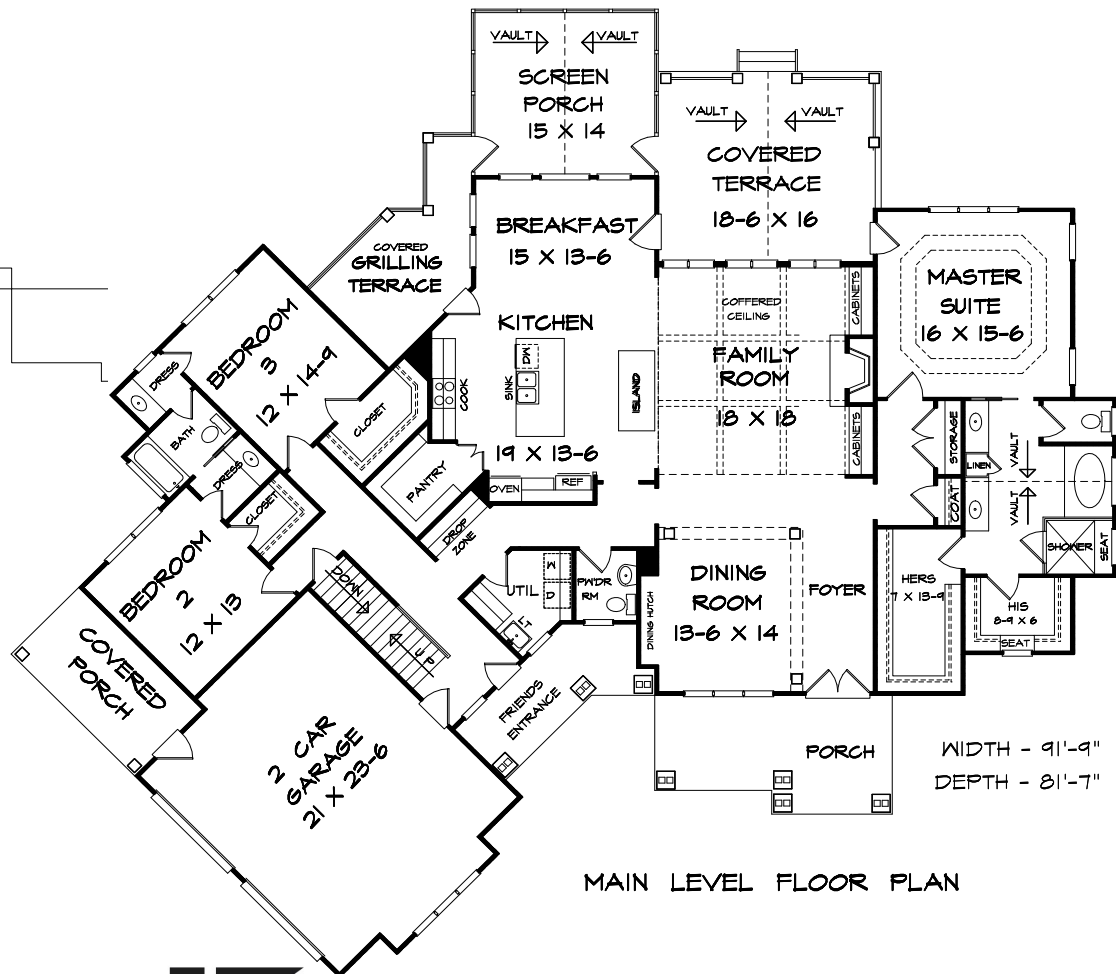 VAULT
VAULT
SCREEN
PORCH
15 X 14
VAULT
VAULT
COVERED
TERRACE
18-6 X 16
BREAKFAST
15 X 13-6
COVERED
GRILLING
TERRACE
MASTER
SUITE
16 X 15-6
COFFERED
CEILING
CABINETS
KITCHEN
BEDROOM
3
12 X 14-9
DW
SINK
COOK
ISLAND
FAMILY
ROOM
18 X 18
CABINETS
DRESS
BATH
DRESS
CLOSET
CLOSET
19 X 13-6
PANTRY
OVEN
REF
STORAGE
LINEN
VAULT
VAULT
COAT
SHOWER
SEAT
DROP
ZONE
BEDROOM
2
12 X 13
DOWN
UP
W
D
UTIL
LT
PWDR
RM
DINING HUTCH
DINING
ROOM
13-6 X 14
FOYER
HERS
7 X 13-9
HIS
8-9 X 6
SEAT
COVERED
PORCH
FRIENDS
ENTRANCE
2 CAR
GARAGE
21 X 23-6
PORCH
WIDTH - 91'-9"
DEPTH - 81'-7"
MAIN LEVEL FLOOR PLAN